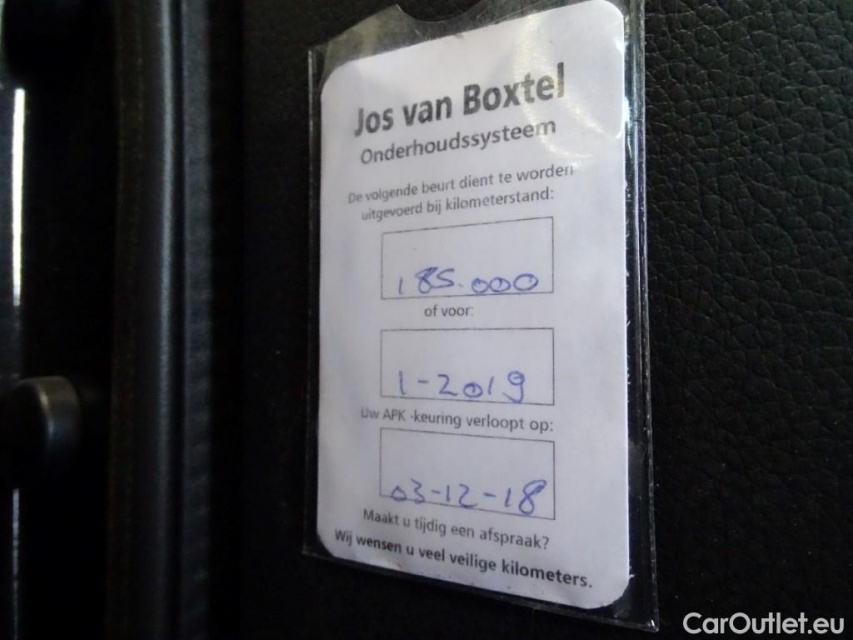 Jos van Boxtel
Onderhoudssysteem
De volgende beurt dient te worden
uitgevoerd bij kilometerstand:
185.000
of voor:
1-2019
Uw APK -keuring verloopt op:
03-12-18
Maakt u tijdig een afspraak?
Wij wensen u veel veilige kilometers.
CarOutlet.eu